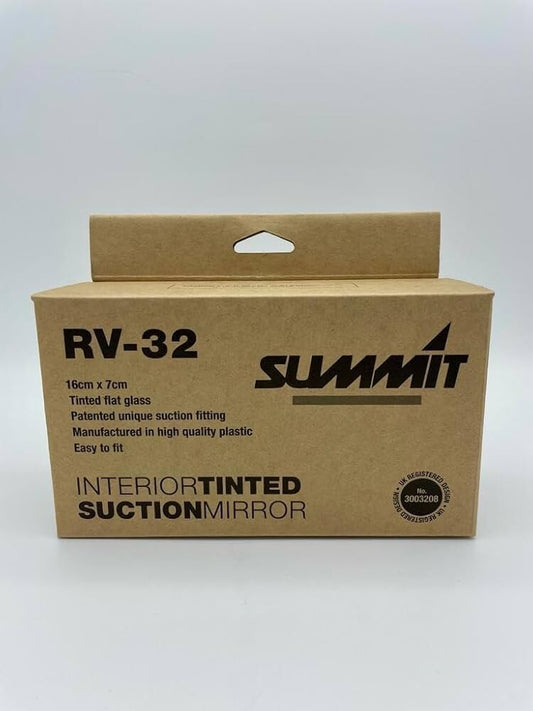 RV-32
SUMMIT
16cm x 7cm
Tinted flat glass
Patented unique suction fitting
Manufactured in high quality plastic
Easy to fit
INTERIORTINTED
SUCTIONMIRROR
UK REGISTERED DESIGN • UK REGISTERED DESIGN •
No.
3003208